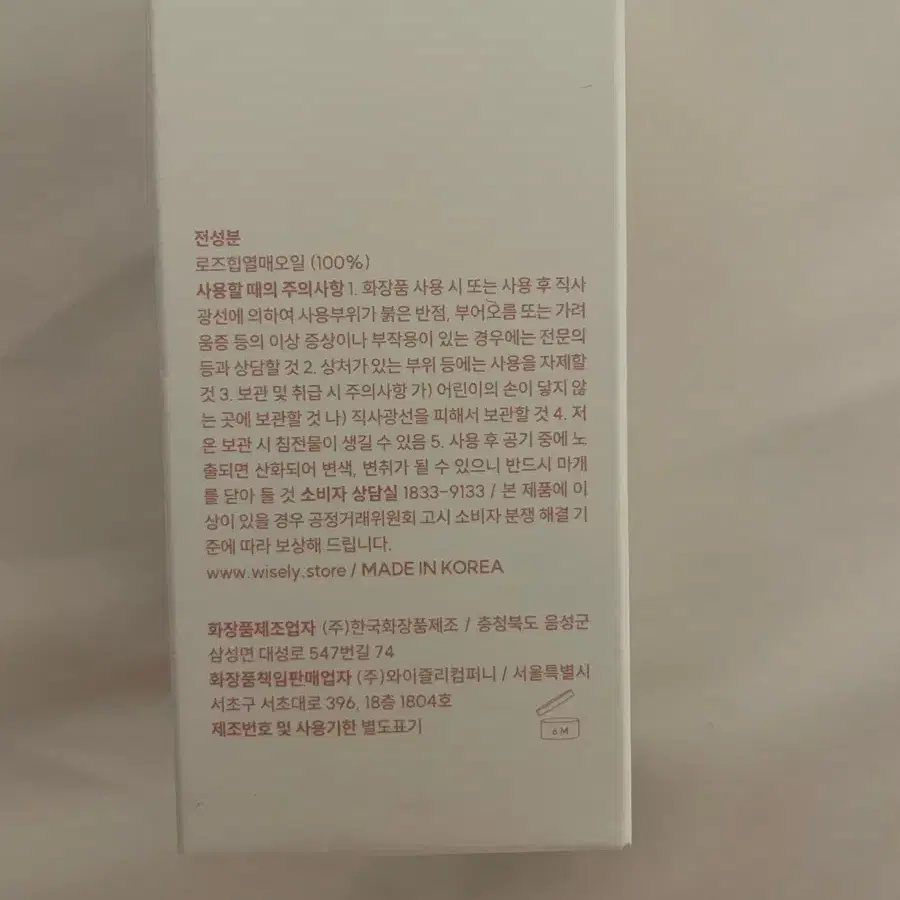 전성분
로즈힙열매오일 (100%)
사용할 때의 주의사항 1. 화장품 사용 시 또는 사용 후 직사
광선에 의하여 사용부위가 붉은 반점, 부어오름 또는 가려
움증 등의 이상 증상이나 부작용이 있는 경우에는 전문의
등과 상담할 것 2. 상처가 있는 부위 등에는 사용을 자제할
것 3. 보관 및 취급 시 주의사항 가) 어린이의 손이 닿지 않
는 곳에 보관할 것 나) 직사광선을 피해서 보관할 것 4. 저
온 보관 시 침전물이 생길 수 있음 5. 사용 후 공기 중에 노
출되면 산화되어 변색, 변취가 될 수 있으니 반드시 마개
를 닫아 둘 것 소비자 상담실 1833-9133 / 본 제품에 이
상이 있을 경우 공정거래위원회 고시 소비자 분쟁 해결 기
준에 따라 보상해 드립니다.
www.wisely.store / MADE IN KOREA
화장품제조업자 (주)한국화장품제조 / 충청북도 음성군
삼성면 대성로 547번길 74
화장품책임판매업자 (주)와이즐리컴퍼니 / 서울특별시
서초구 서초대로 396, 18층 1804호
제조번호 및 사용기한 별도표기
6M